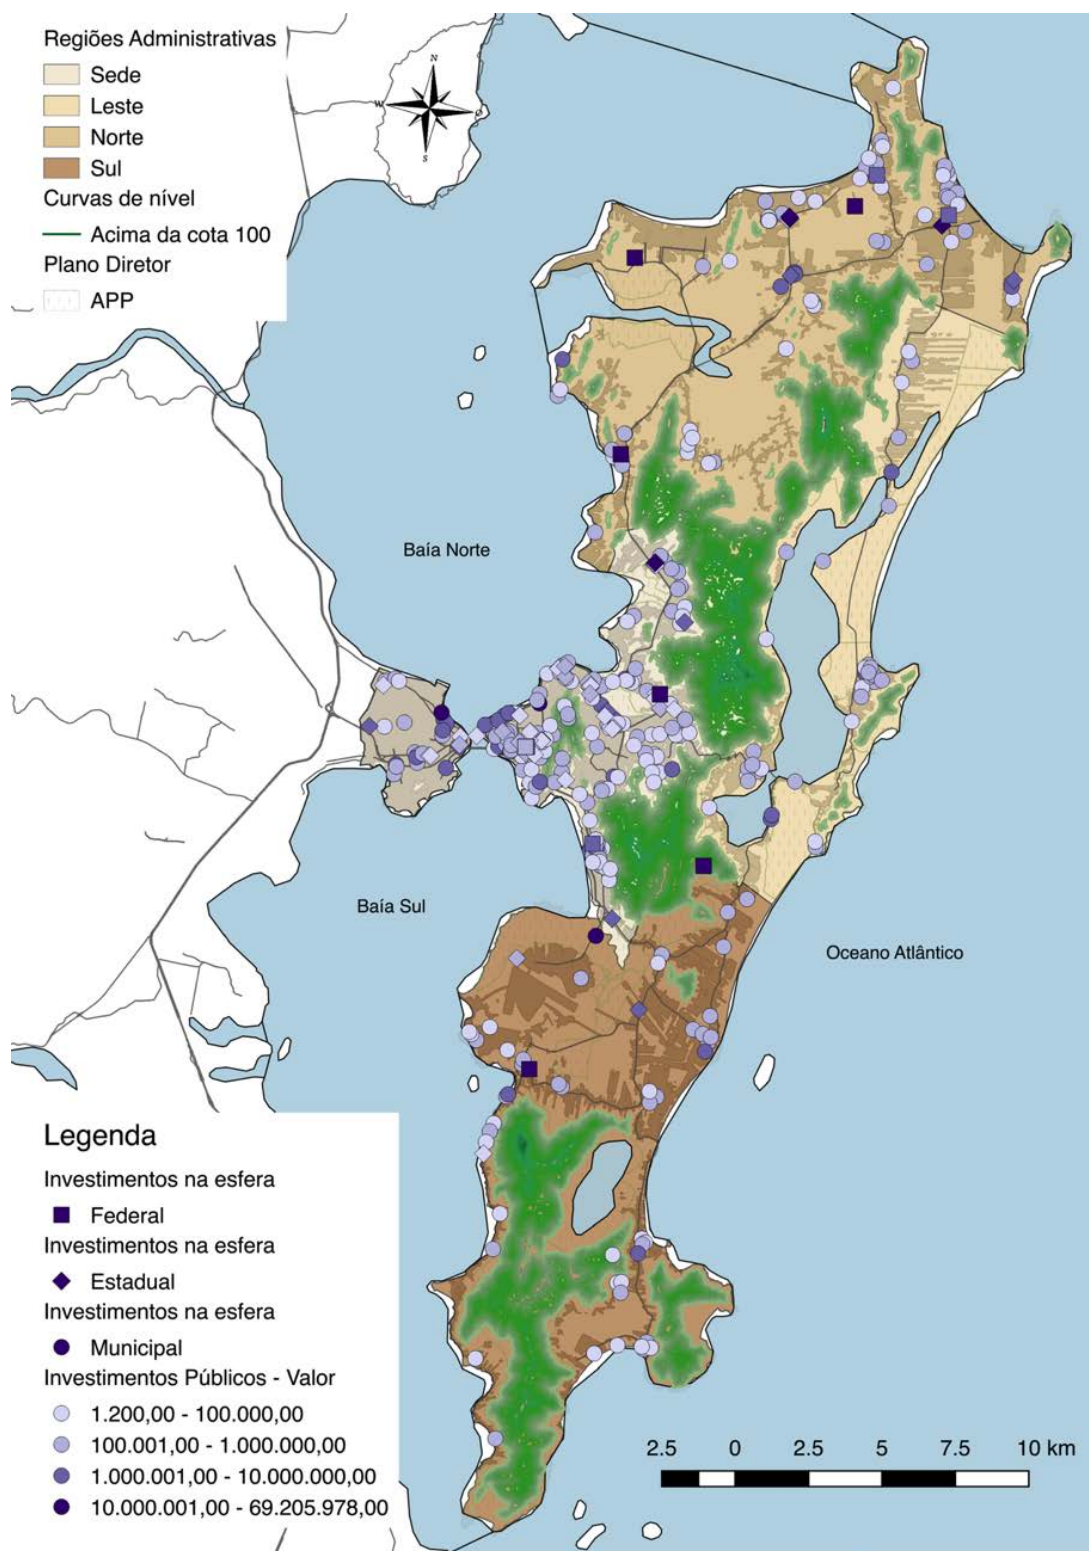 Regiões Administrativas
Sede
Leste
Norte
Sul
Curvas de nível
Acima da cota 100
Plano Diretor
APP
N
W
S
Baía Norte
Baía Sul
Oceano Atlântico
Legenda
Investimentos na esfera
Federal
Investimentos na esfera
Estadual
Investimentos na esfera
Municipal
Investimentos Públicos - Valor
1.200,00 - 100.000,00
100.001,00 - 1.000.000,00
1.000.001,00 - 10.000.000,00
10.000.001,00 - 69.205.978,00
2.5 0 2.5 5 7.5 10 km